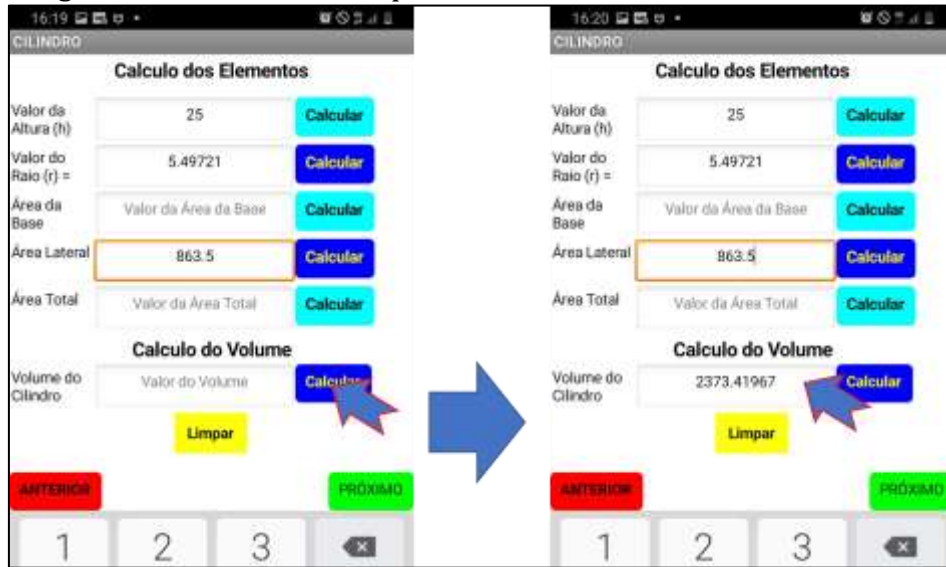 16:19
CILINDRO
Calculo dos Elementos
Valor da
Altura (h)
25
Calcular
Valor do
Raio (r) =
5.49721
Calcular
Área da
Base
Valor da Área da Base
Calcular
Área Lateral
863.5
Calcular
Área Total
Valor da Área Total
Calcular
Calculo do Volume
Volume do
Cilindro
Valor do Volume
Calcular
Limpar
ANTERIOR
PRÓXIMO
1 2 3
16:20
CILINDRO
Calculo dos Elementos
Valor da
Altura (h)
25
Calcular
Valor do
Raio (r) =
5.49721
Calcular
Área da
Base
Valor da Área da Base
Calcular
Área Lateral
863.5
Calcular
Área Total
Valor da Área Total
Calcular
Calculo do Volume
Volume do
Cilindro
2373.41967
Calcular
Limpar
ANTERIOR
PRÓXIMO
1 2 3